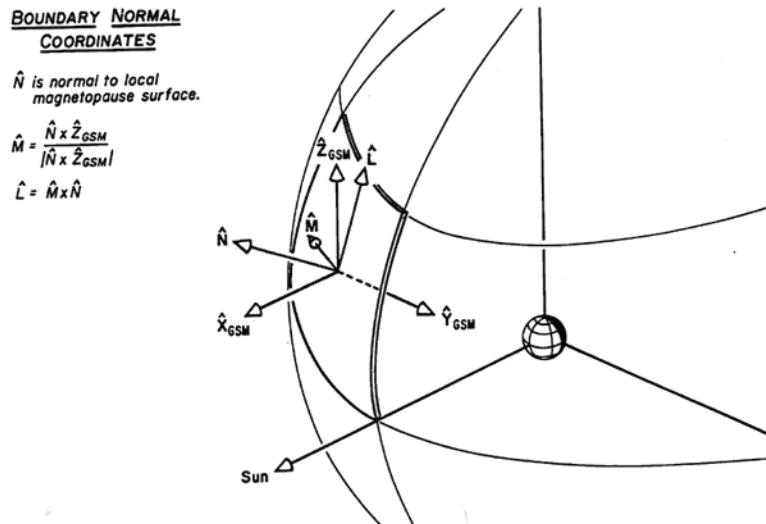 BOUNDARY NORMAL
COORDINATES
N̂ is normal to local
magnetopause surface.
M̂ = N̂ x Ẑ_GSM / |N̂ x Ẑ_GSM|
L̂ = M̂ x N̂
Ẑ_GSM L̂
M̂
N̂
X̂_GSM
Ŷ_GSM
Sun